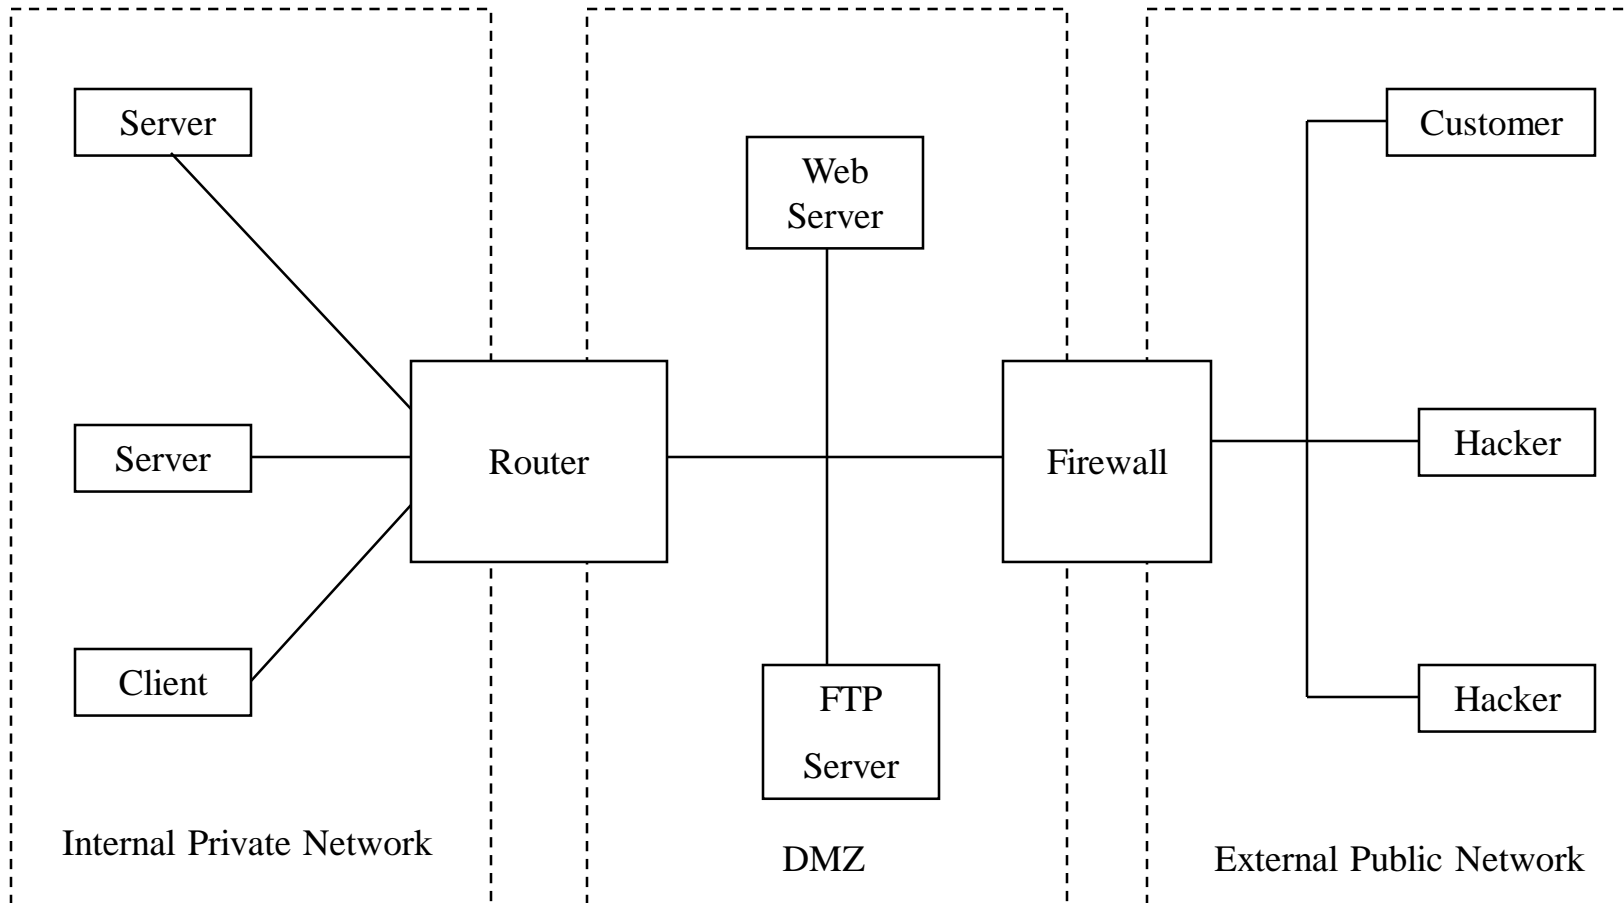 Server
Server
Client
Internal Private Network
Router
Web
Server
FTP
Server
DMZ
Firewall
Customer
Hacker
Hacker
External Public Network